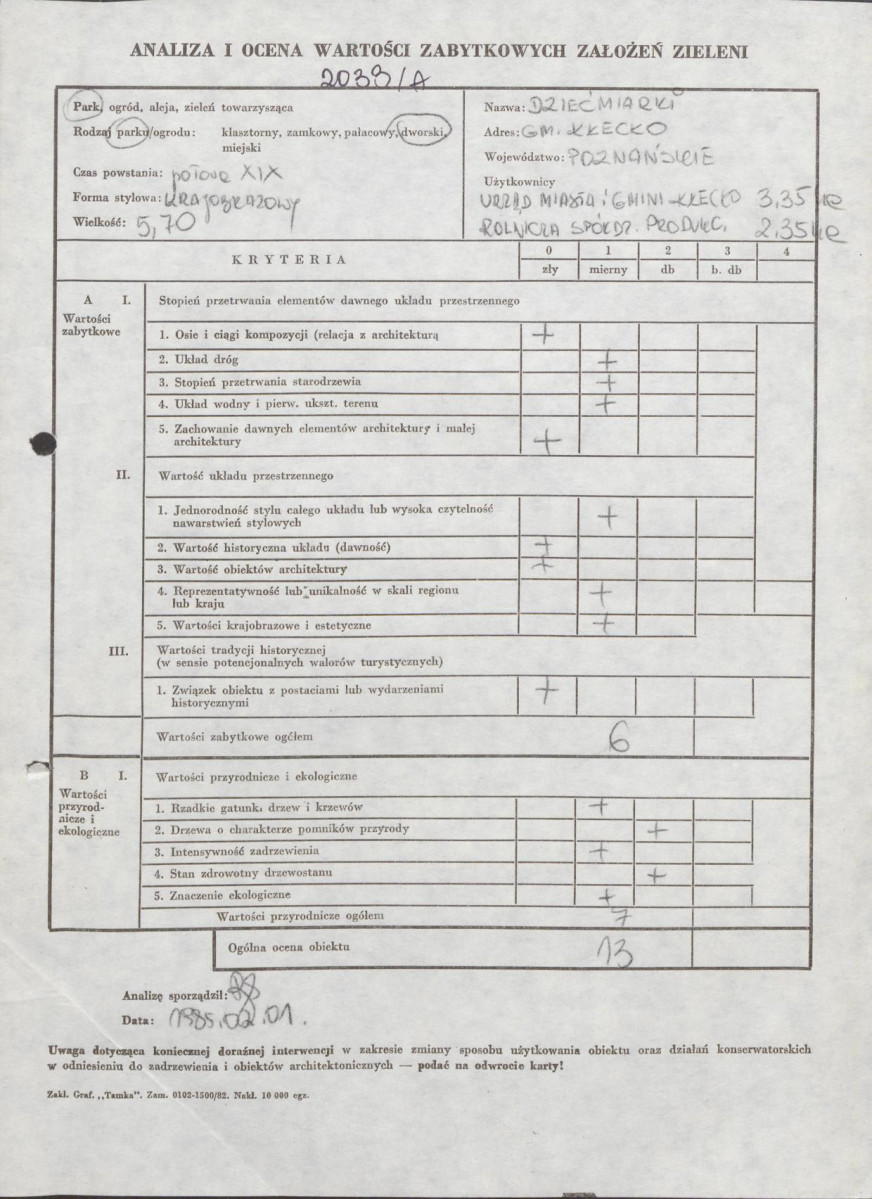 ANALIZA I OCENA WARTOŚCI ZABYTKOWYCH ZAŁOŻEŃ ZIELENI
2033/A
Park, ogród, aleja, zieleń towarzysząca
Rodzaj parku/ogrodu: klasztorny, zamkowy, pałacowy, dworski,
miejski
Czas powstania: połowa XIX
Forma stylowa: KRAJOBRAZOWY
Wielkość: 5,70
Nazwa: DZIEĆMIARKI
Adres: GM. KŁECKO
Województwo: POZNAŃSKIE
Użytkownicy
URZĄD MIASTA i GMINI KŁECKO 3,35 ha
ROLNICZA SPÓŁDZ. PRODUKC. 2.35 ha
KRYTERIA 0 1 2 3 4
zły mierny db b. db
A I. Stopień przetrwania elementów dawnego układu przestrzennego
Wartości
zabytkowe
1. Osie i ciągi kompozycji (relacja z architekturą +
2. Układ dróg +
3. Stopień przetrwania starodrzewia +
4. Układ wodny i pierw. ukszt. terenu +
5. Zachowanie dawnych elementów architektury i małej
architektury +
II. Wartość układu przestrzennego
1. Jednorodność stylu całego układu lub wysoka czytelność
nawarstwień stylowych +
2. Wartość historyczna układu (dawność) +
3. Wartość obiektów architektury +
4. Reprezentatywność lub unikalność w skali regionu
lub kraju +
5. Wartości krajobrazowe i estetyczne +
III. Wartości tradycji historycznej
(w sensie potencjonalnych walorów turystycznych)
1. Związek obiektu z postaciami lub wydarzeniami
historycznymi +
Wartości zabytkowe ogółem 6
B I. Wartości przyrodnicze i ekologiczne
Wartości
przyrod-
nicze i
ekologiczne
1. Rzadkie gatunk. drzew i krzewów +
2. Drzewa o charakterze pomników przyrody +
3. Intensywność zadrzewienia +
4. Stan zdrowotny drzewostanu +
5. Znaczenie ekologiczne +
Wartości przyrodnicze ogółem 7
Ogólna ocena obiektu 13
Analizę sporządził:
Data: 1985.02.01.
Uwaga dotycząca koniecznej doraźnej interwencji w zakresie zmiany sposobu użytkowania obiektu oraz działań konserwatorskich
w odniesieniu do zadrzewienia i obiektów architektonicznych — podać na odwrocie karty!
Zakł. Graf. „Tamka". Zam. 0102-1500/82. Nakł. 10 000 egz.